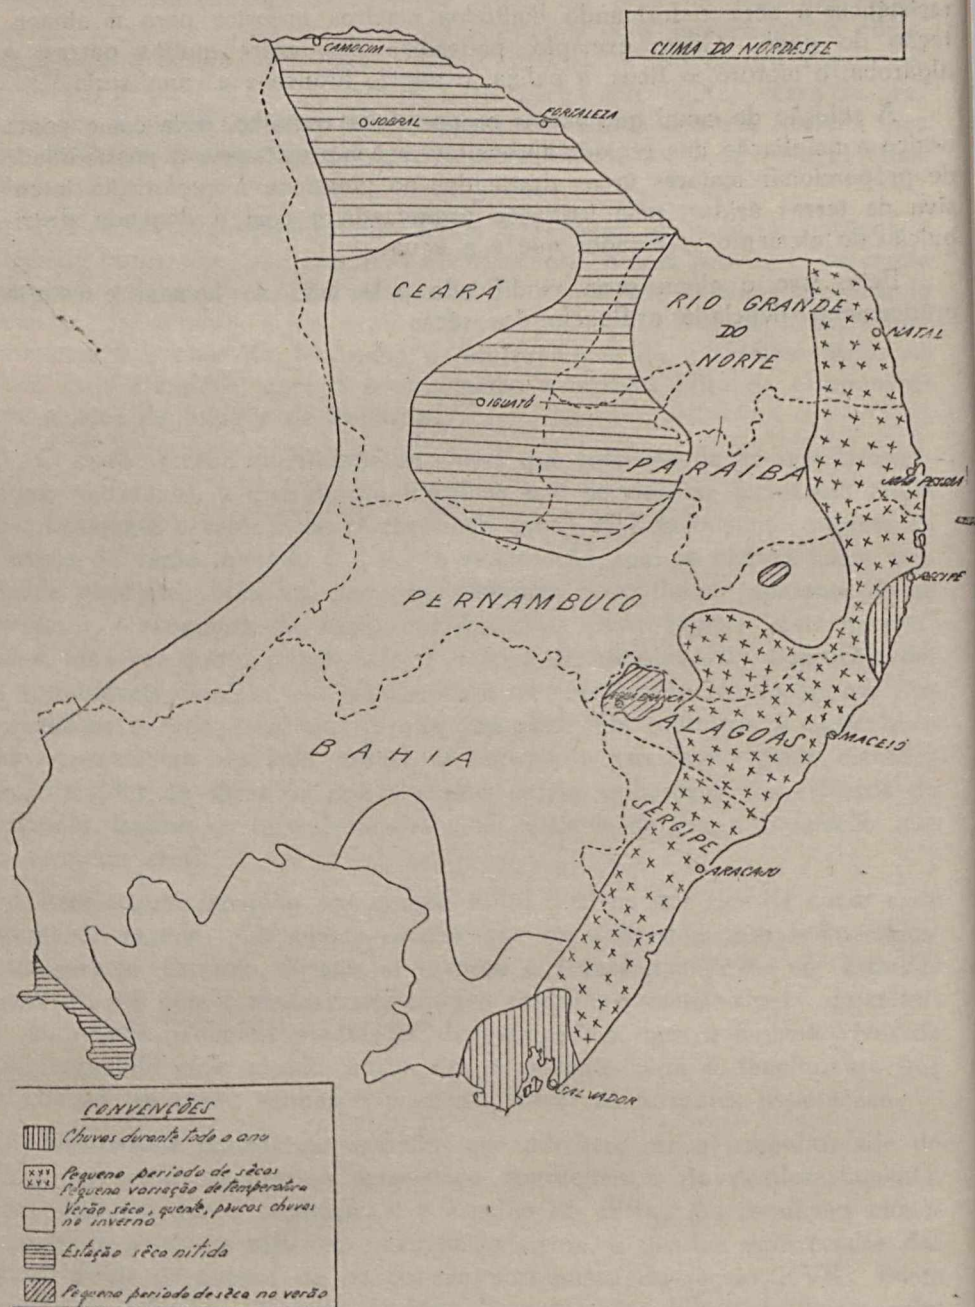 CLIMA DO NORDESTE
CAMOCIM
SOBRAL
FORTALEZA
CEARÁ
RIO GRANDE
DO
NORTE
NATAL
IGUATÚ
PARAÍBA
JOÃO PESSOA
RECIFE
PERNAMBUCO
ALAGOAS
MACEIÓ
BAHIA
SERGIPE
ARACAJU
SALVADOR
CONVENÇÕES
Chuvas durante todo o ano
Pequeno período de sêcas
Pequena variação de temperatura
Verão sêco, quente, poucas chuvas
no inverno
Estação sêca nítida
Pequeno período de sêca no verão